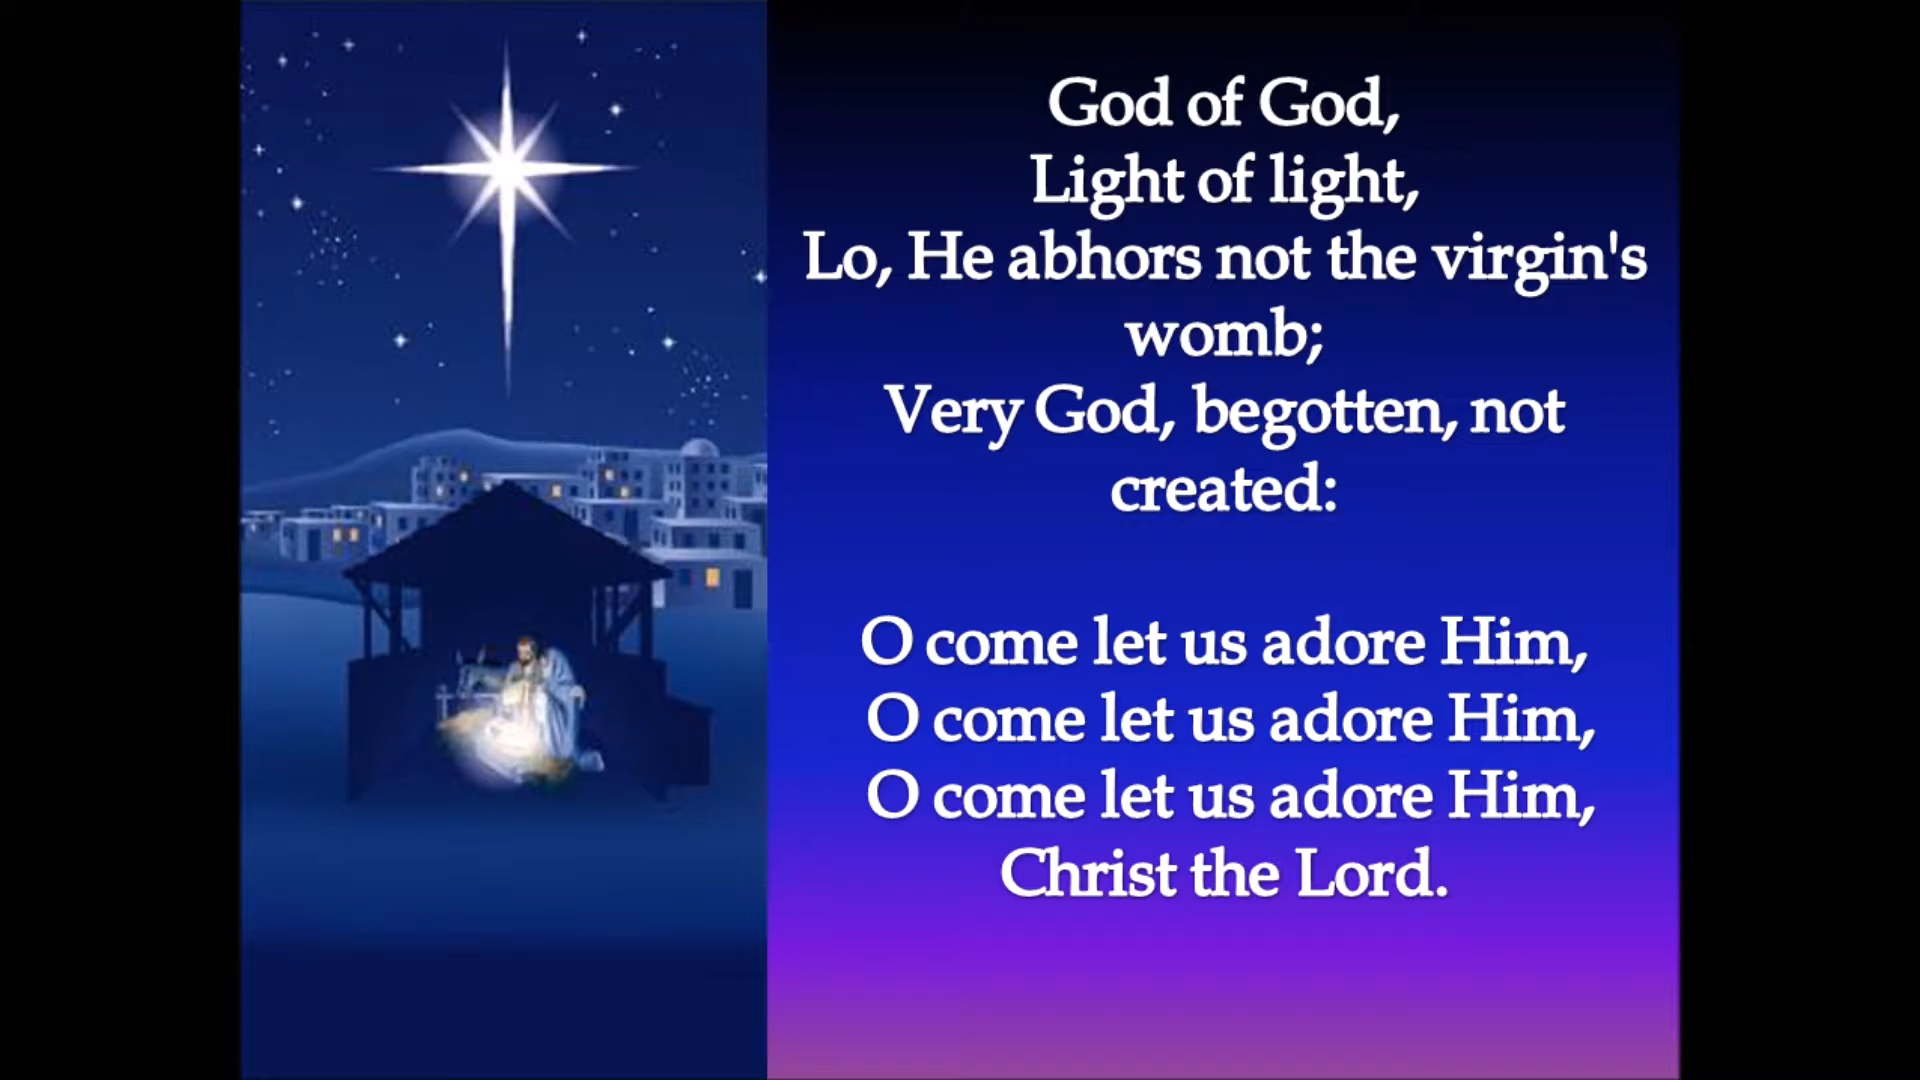 God of God,
Light of light,
Lo, He abhors not the virgin's
womb;
Very God, begotten, not
created:
O come let us adore Him,
O come let us adore Him,
O come let us adore Him,
Christ the Lord.